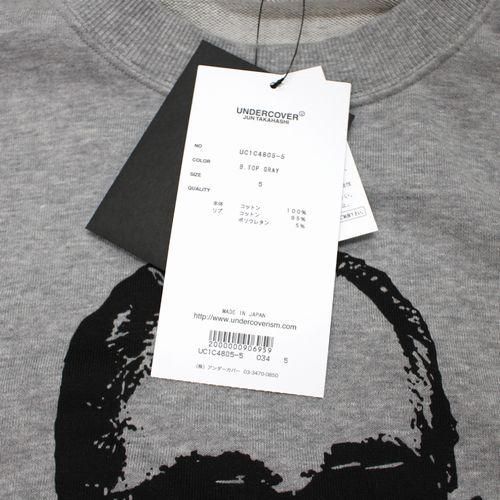 UNDERCOVER
JUN TAKAHASHI
NO UC1C4805-5
COLOR B.TOP GRAY
SIZE 5
QUALITY
本体 コットン 100%
リブ コットン 95%
ポリウレタン 5%
MADE IN JAPAN
http://www.undercoverism.com
2000000906959
UC1C4805-5 034 5
(株) アンダーカバー 03-3470-0850